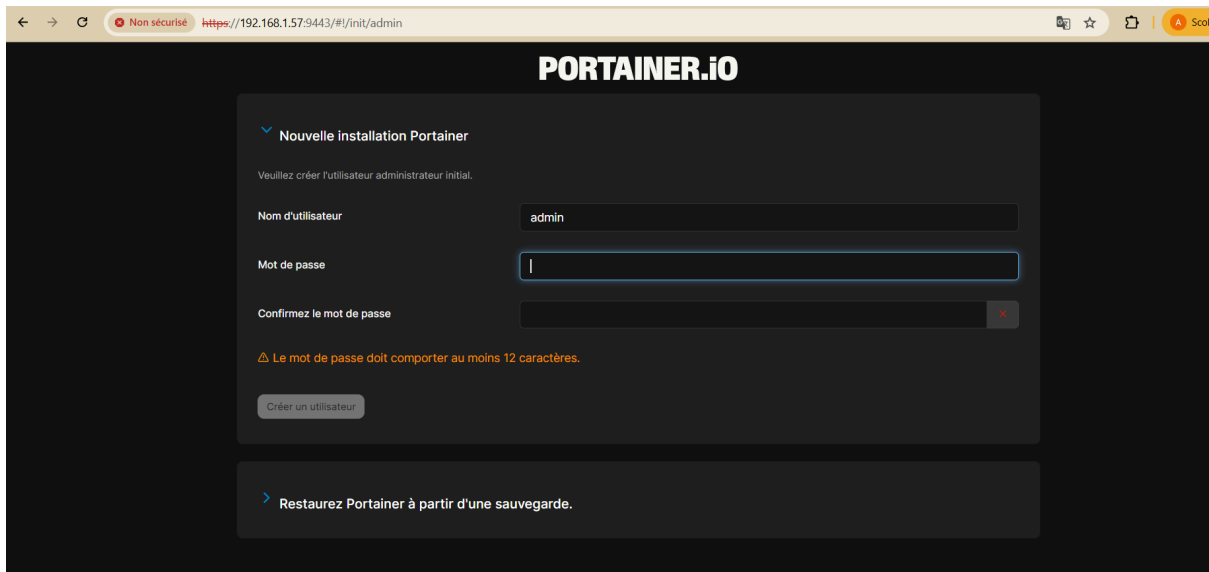 Non sécurisé https://192.168.1.57:9443/#!/init/admin
A
PORTAINER.iO
Nouvelle installation Portainer
Veuillez créer l'utilisateur administrateur initial.
Nom d'utilisateur admin
Mot de passe
Confirmez le mot de passe
Le mot de passe doit comporter au moins 12 caractères.
Créer un utilisateur
Restaurez Portainer à partir d'une sauvegarde.